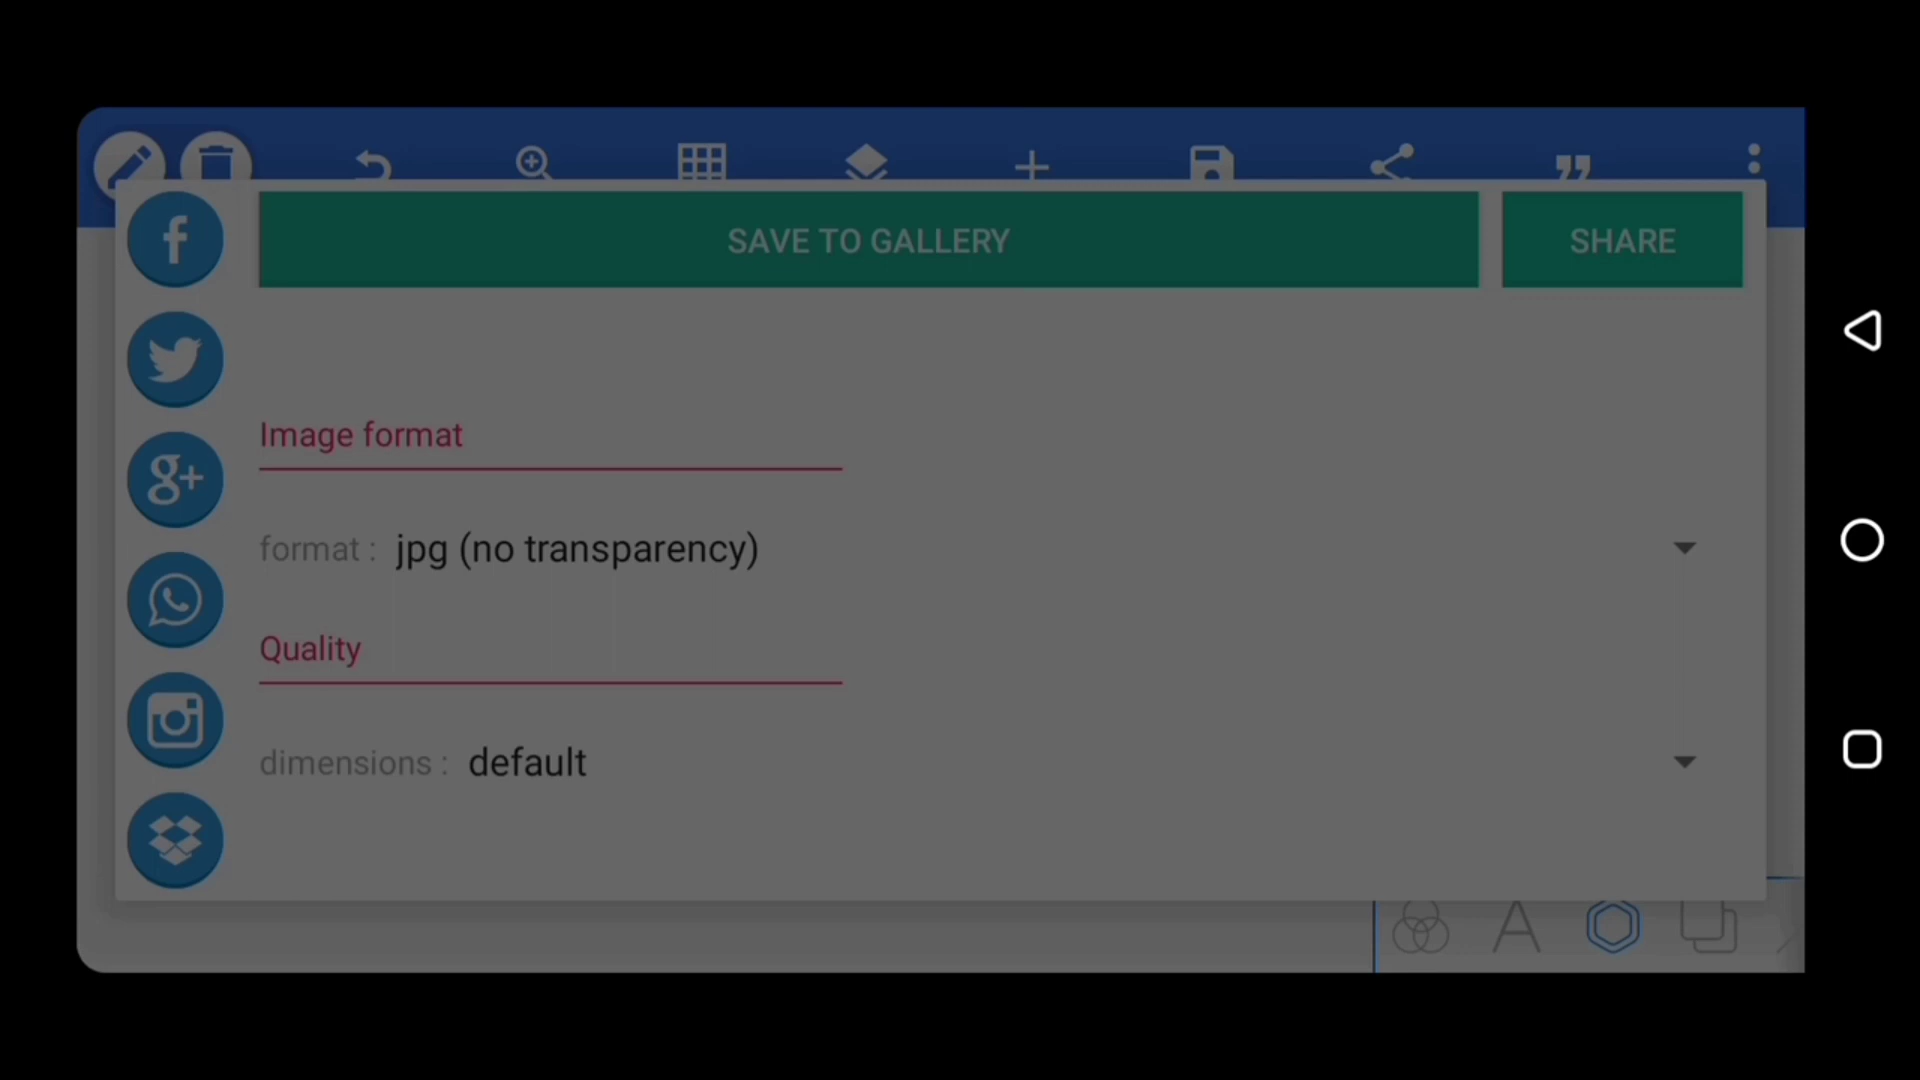 SAVE TO GALLERY
SHARE
Image format
format : jpg (no transparency)
Quality
dimensions : default